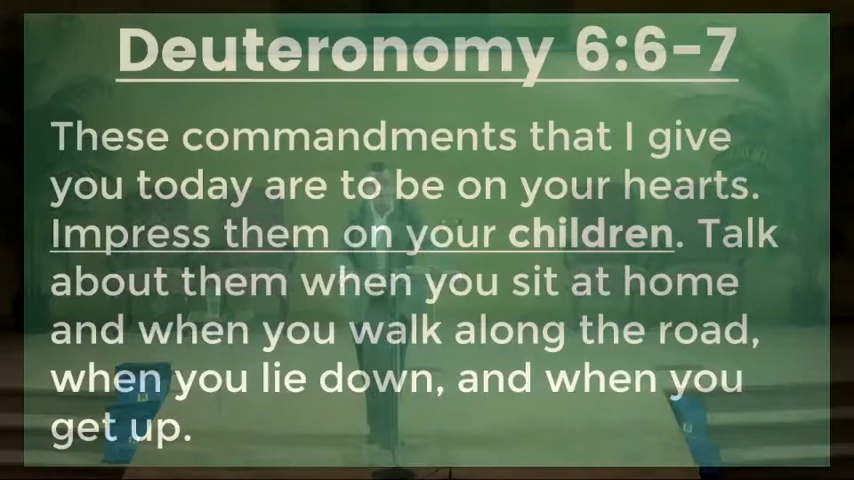 Deuteronomy 6:6-7
These commandments that I give
you today are to be on your hearts.
Impress them on your children. Talk
about them when you sit at home
and when you walk along the road,
when you lie down, and when you
get up.